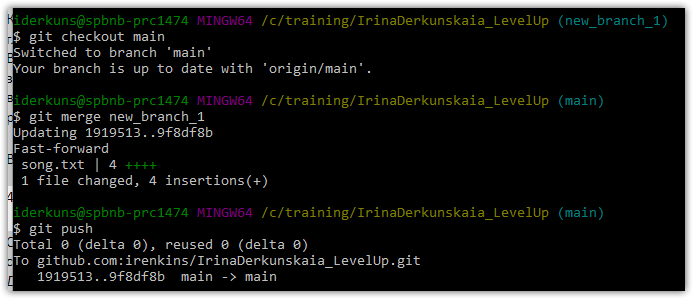 iderkuns@spbnb-prc1474 MINGW64 /c/training/IrinaDerkunskaia_LevelUp (new_branch_1)
$ git checkout main
Switched to branch 'main'
Your branch is up to date with 'origin/main'.
iderkuns@spbnb-prc1474 MINGW64 /c/training/IrinaDerkunskaia_LevelUp (main)
$ git merge new_branch_1
Updating 1919513..9f8df8b
Fast-forward
 song.txt | 4 ++++
 1 file changed, 4 insertions(+)
iderkuns@spbnb-prc1474 MINGW64 /c/training/IrinaDerkunskaia_LevelUp (main)
$ git push
Total 0 (delta 0), reused 0 (delta 0)
To github.com:irenkins/IrinaDerkunskaia_LevelUp.git
   1919513..9f8df8b  main -> main